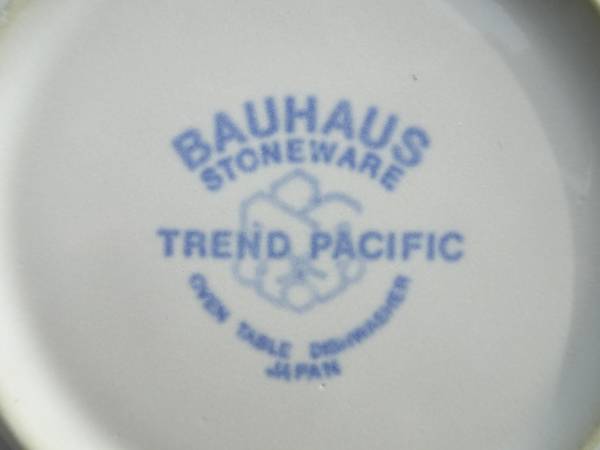 BAUHAUS
STONEWARE
TREND PACIFIC
OVEN TABLE DISHWASHER
JAPAN